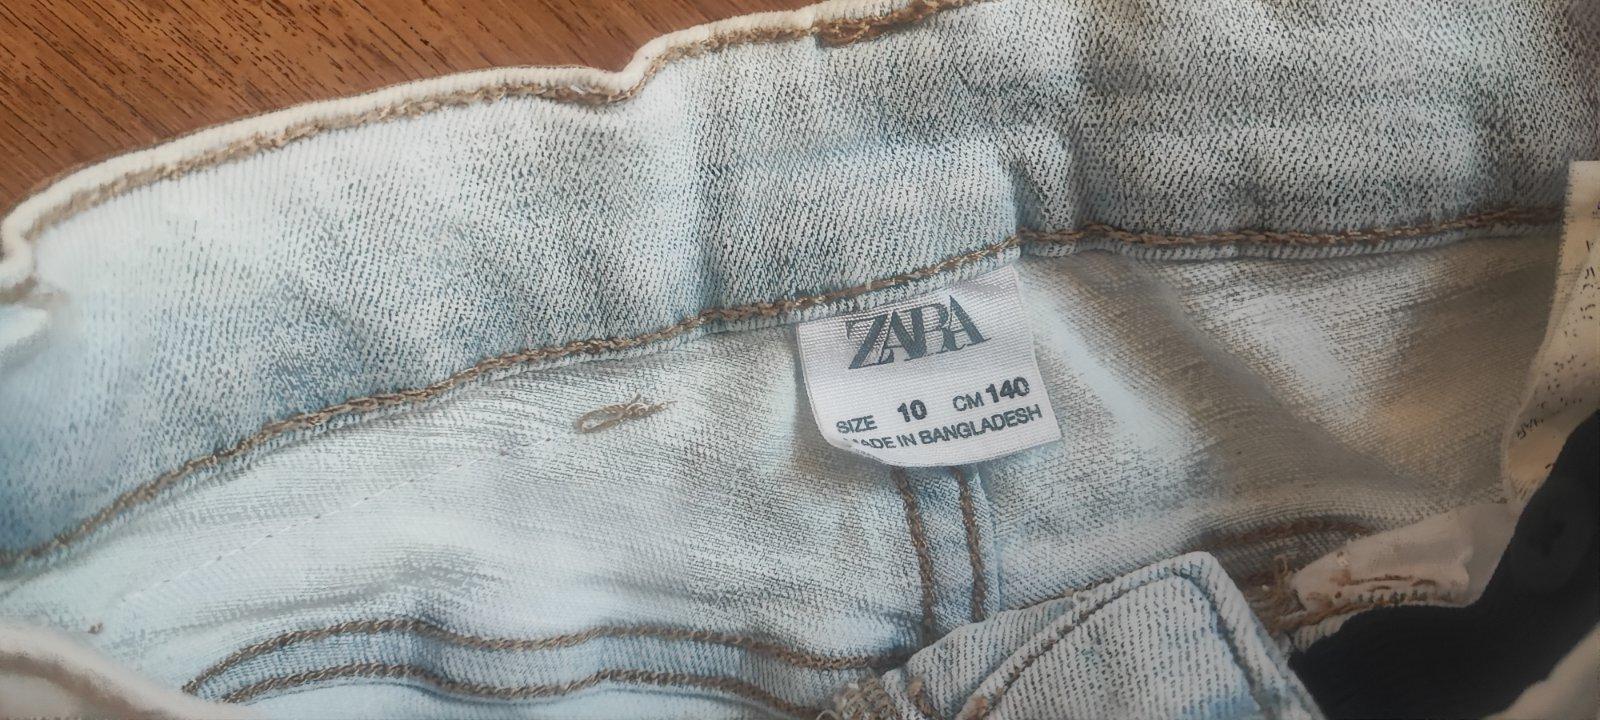 ZARA
SIZE 10 CM 140
MADE IN BANGLADESH